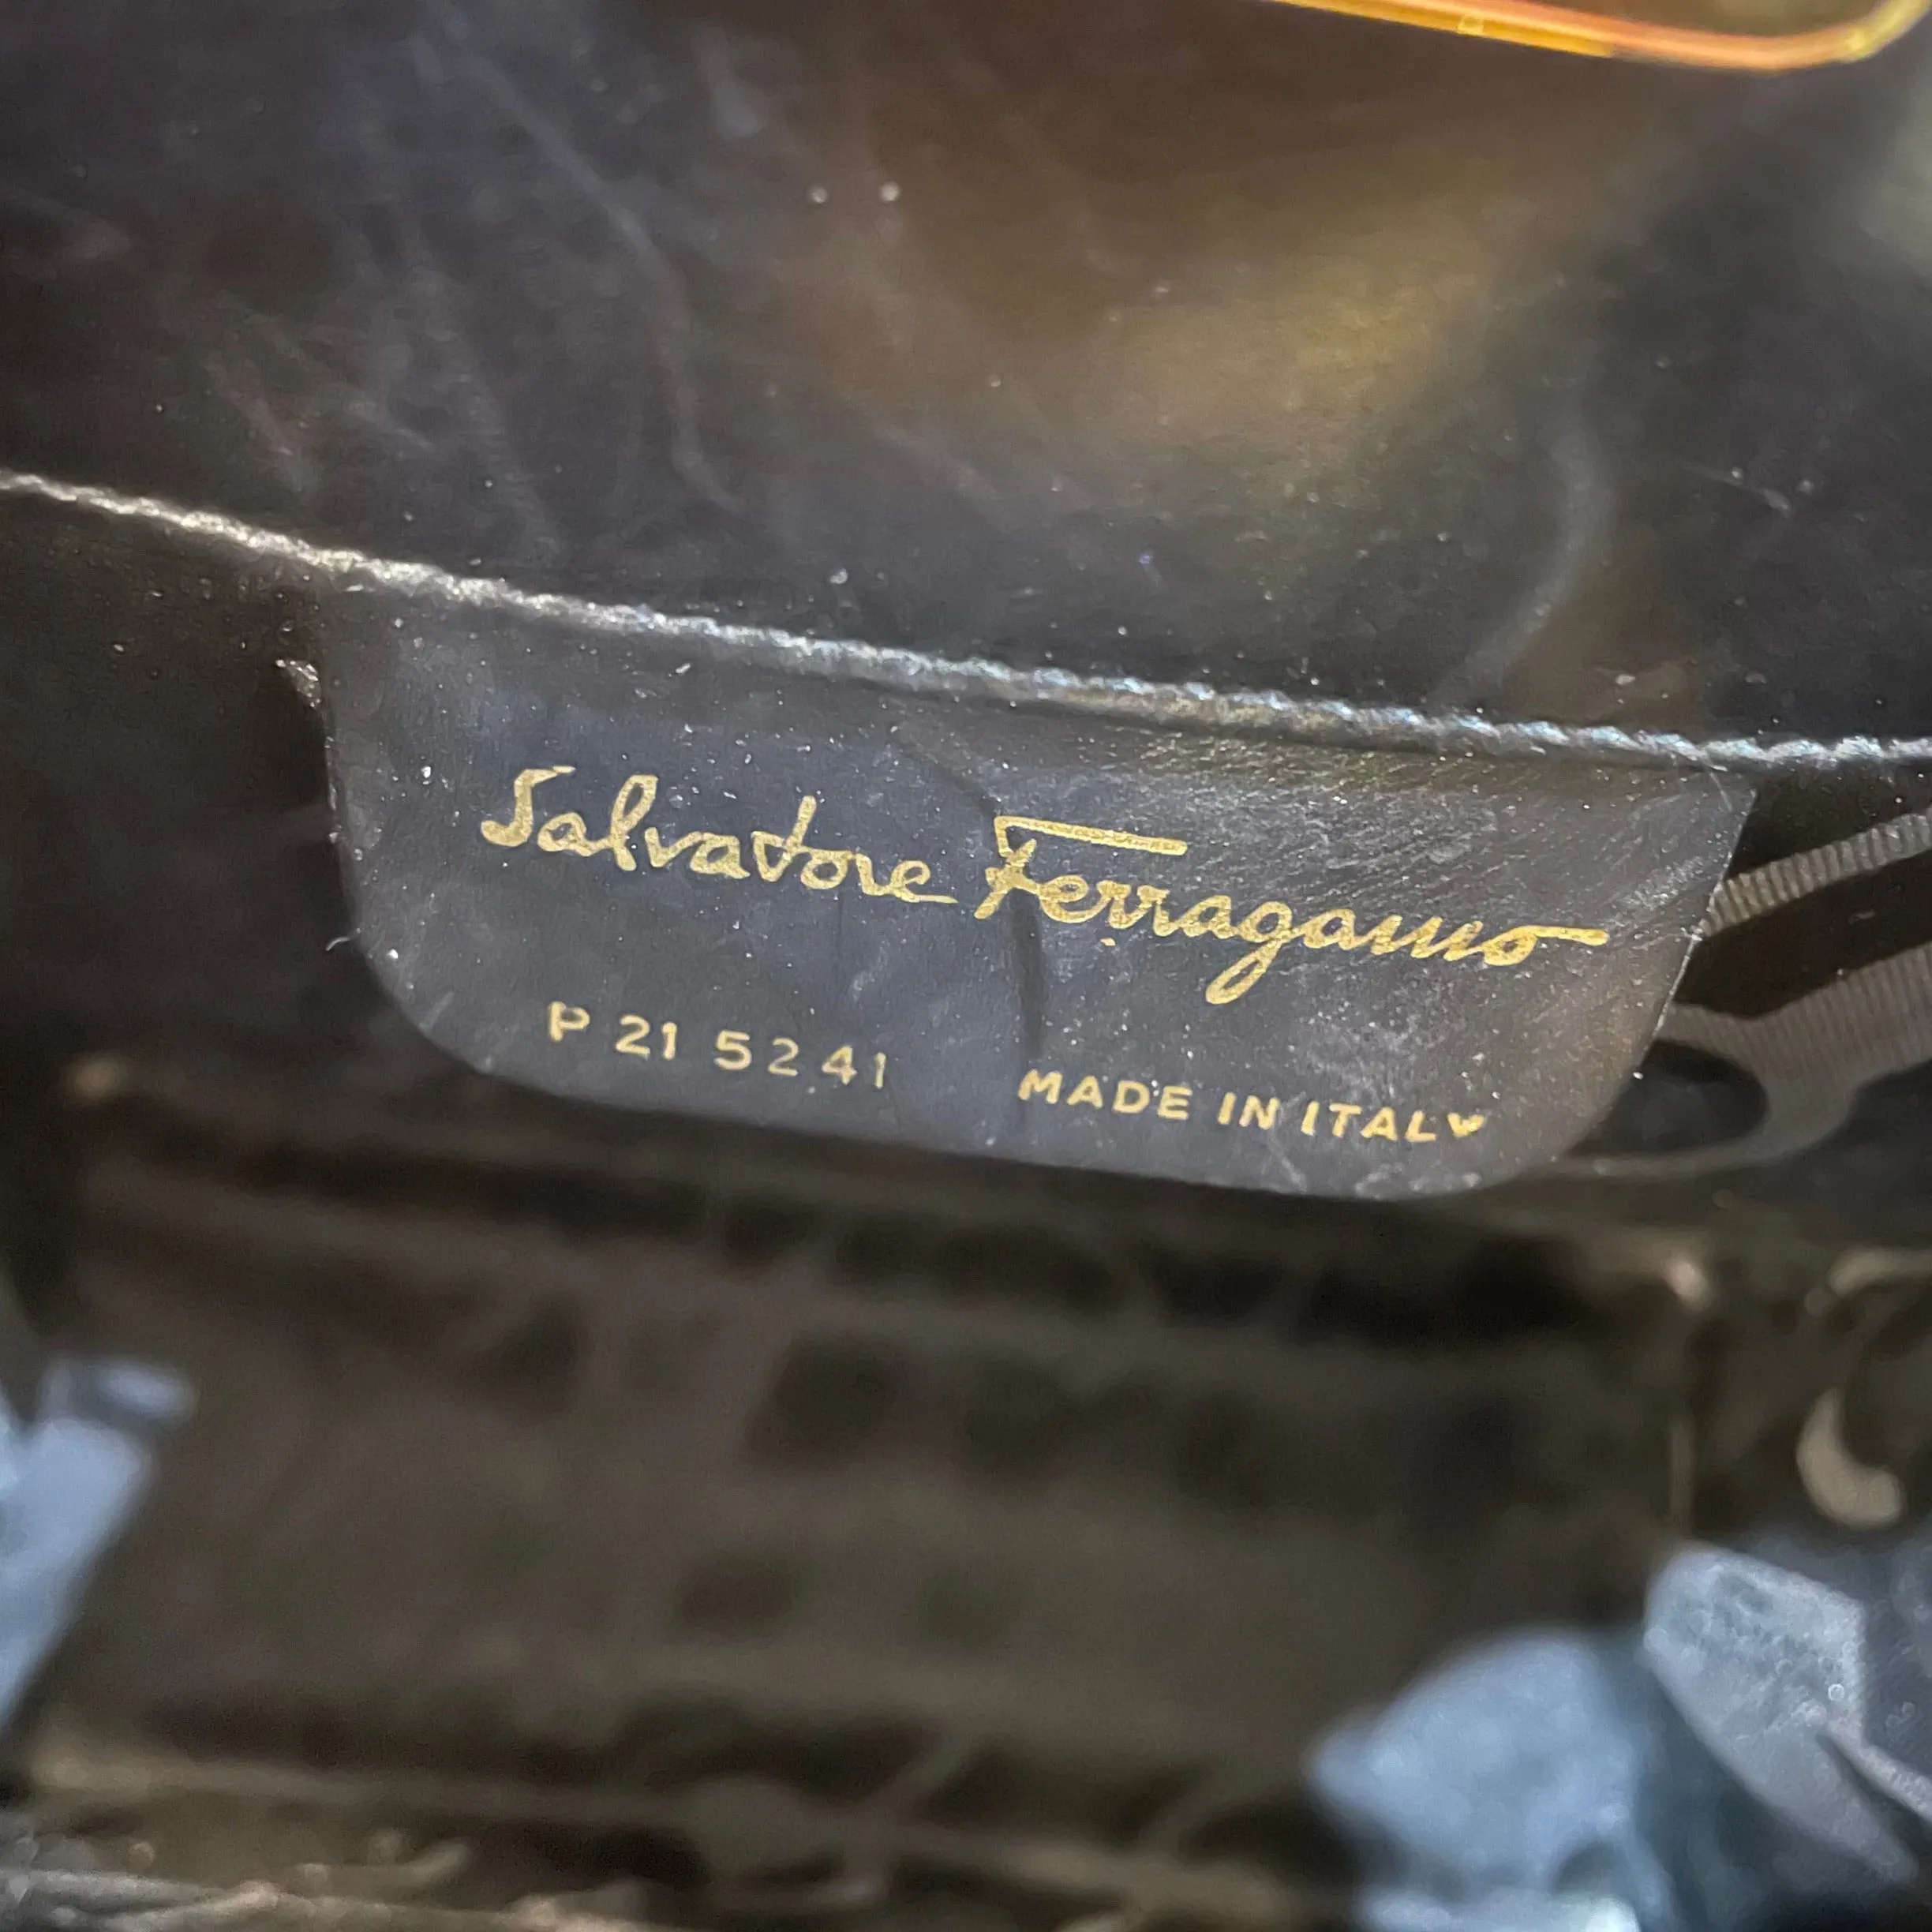 Salvatore Ferragamo
P 21 5241 MADE IN ITALY